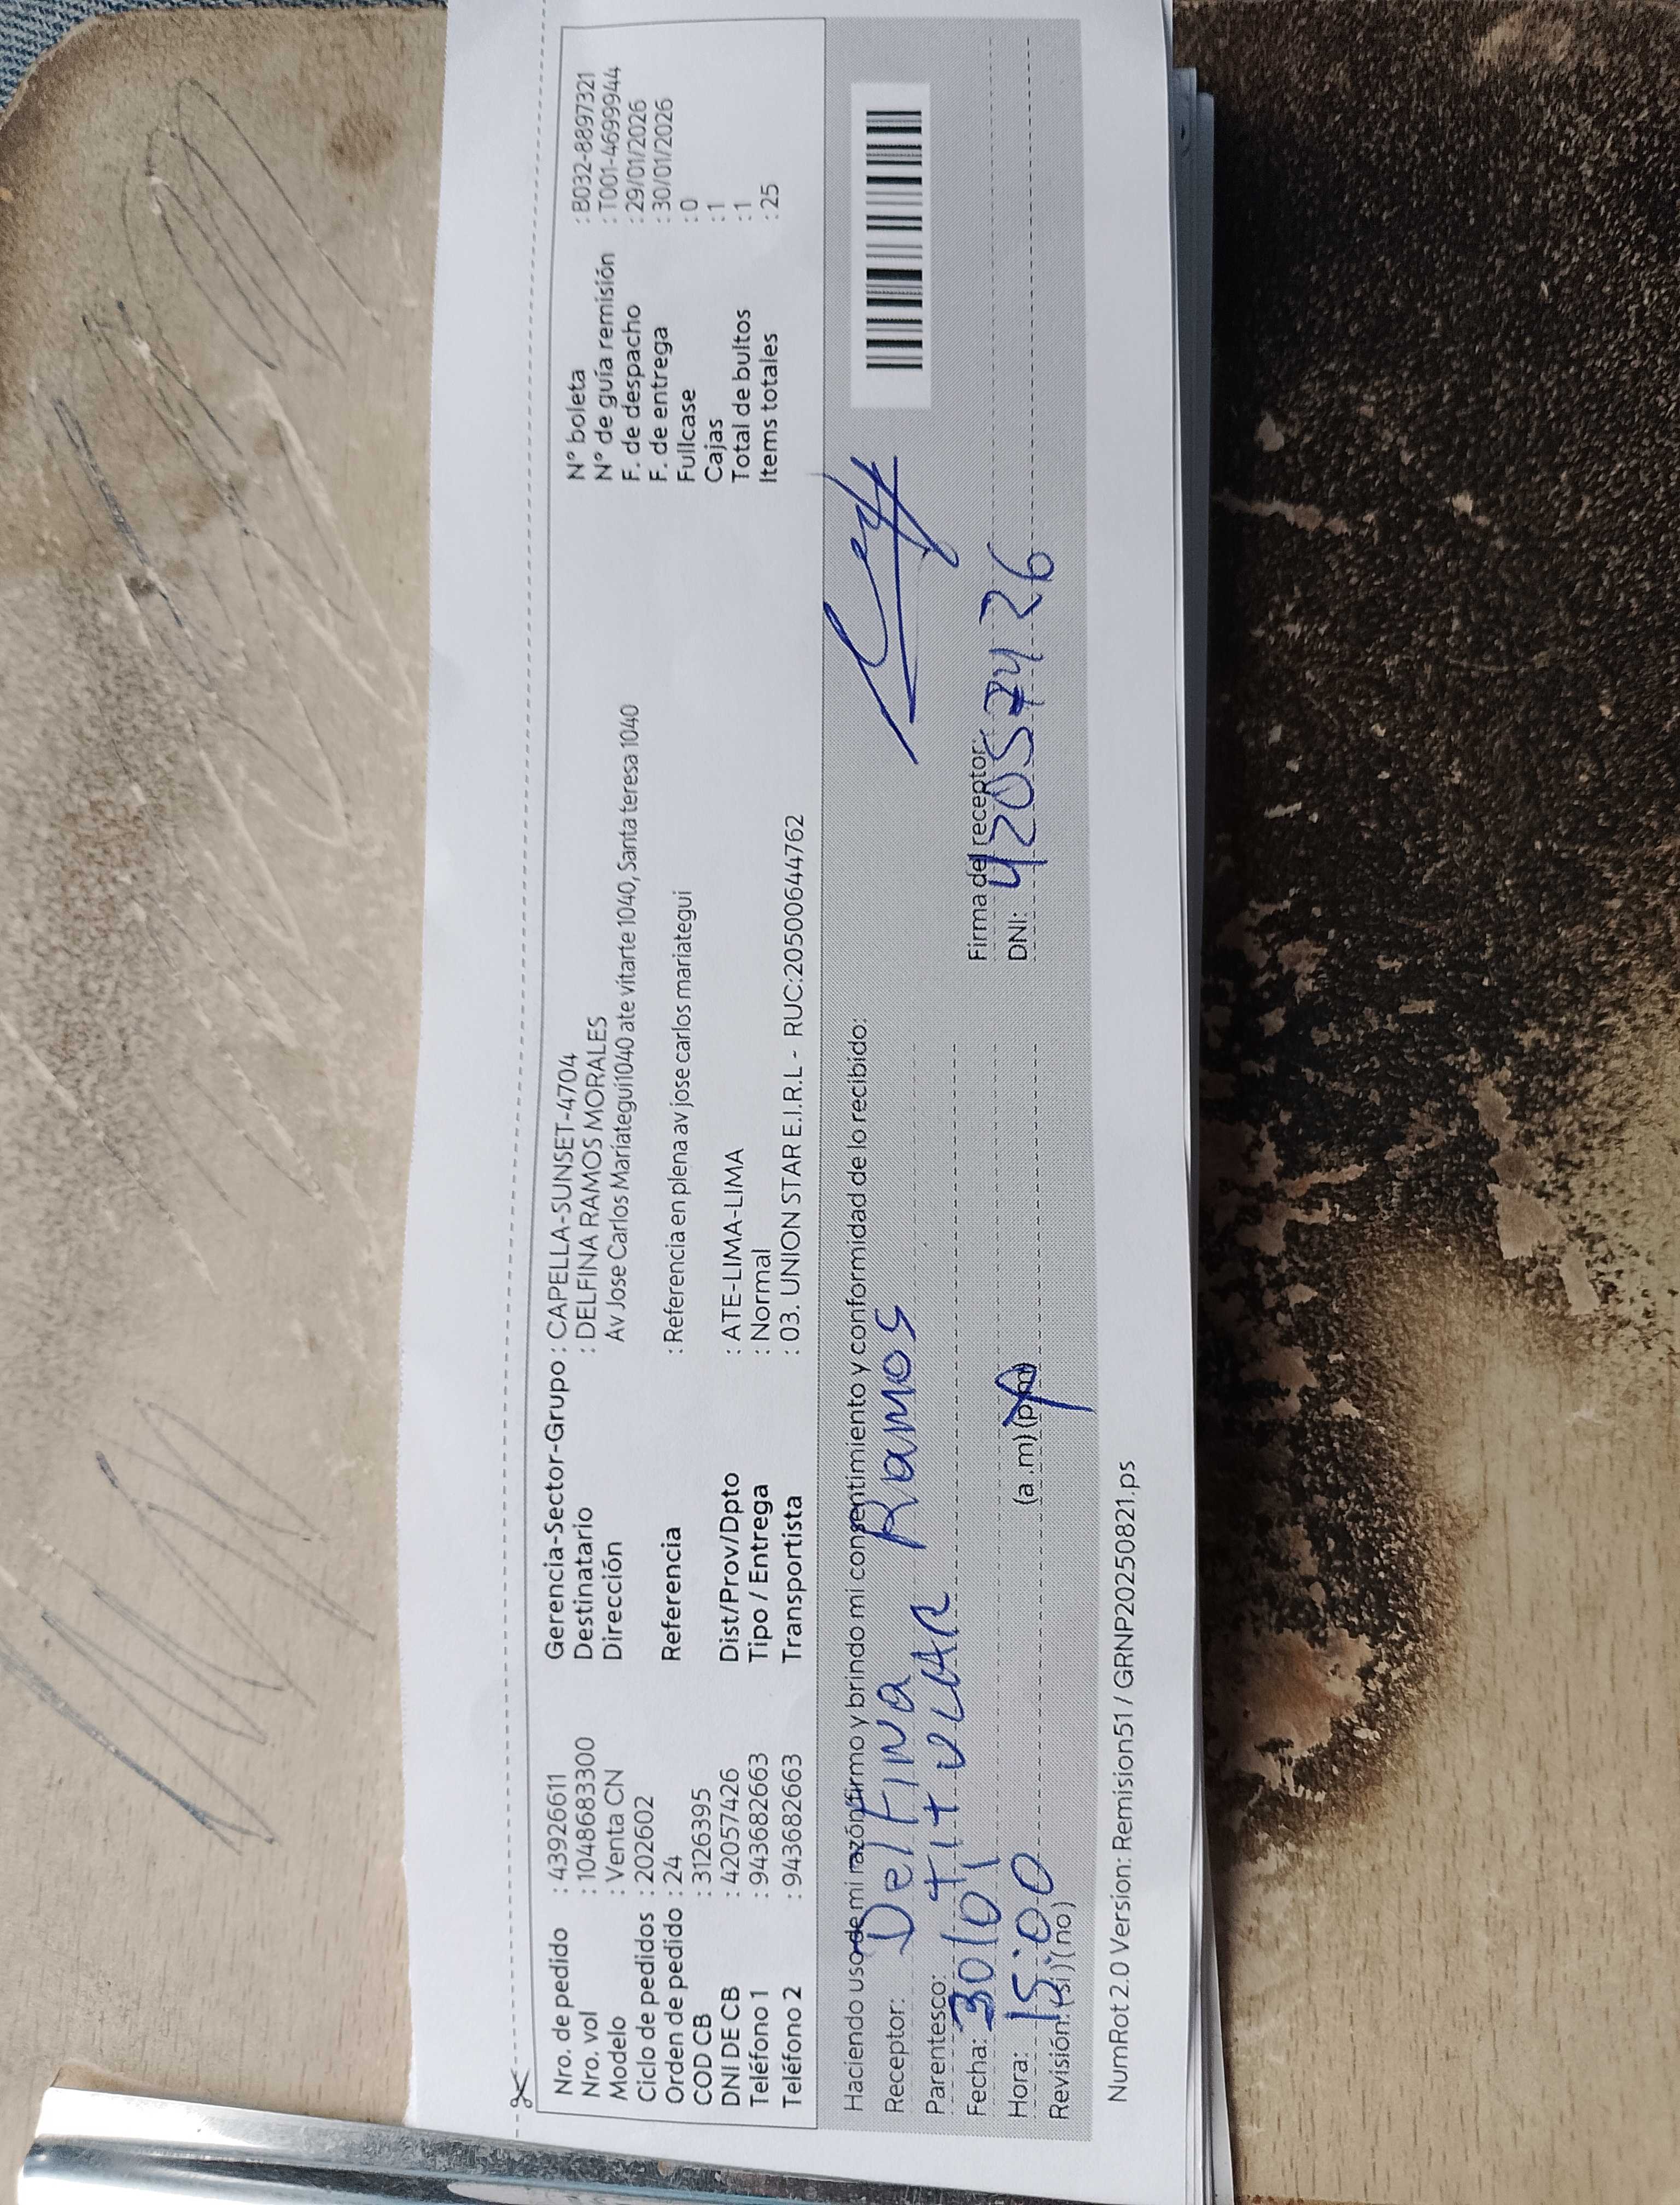 Nro. de pedido : 43926611
Nro. vol : 10486833300
Modelo : Venta CN
Ciclo de pedidos : 202602
Orden de pedido : 24
COD CB : 3126395
DNI DE CB : 42057426
Teléfono 1 : 943682663
Teléfono 2 : 943682663
Gerencia-Sector-Grupo : CAPELLA-SUNSET-4704
Destinatario : DELFINA RAMOS MORALES
Dirección Av Jose Carlos Mariátegui1040 ate vitarte 1040, Santa teresa 1040
Referencia : Referencia en plena av jose carlos mariategui
Dist/Prov/Dpto : ATE-LIMA-LIMA
Tipo / Entrega : Normal
Transportista : 03. UNION STAR E.I.R.L - RUC:20500644762
N° boleta : B032-8897321
N° de guía remisión : T001-4699944
F. de despacho : 29/01/2026
F. de entrega : 30/01/2026
Fullcase : 0
Cajas : 1
Total de bultos : 1
Items totales : 25
Haciendo uso de mi razón firmo y brindo mi consentimiento y conformidad de lo recibido:
Receptor: Delfina Ramos
Parentesco: titular
Fecha: 30/01
Hora: 15:00 (a.m) (p.m)
Revisión: (si) (no)
Firma del receptor:
DNI: 42057426
NumRot 2.0 Version: Remision51 / GRNP20250821.ps